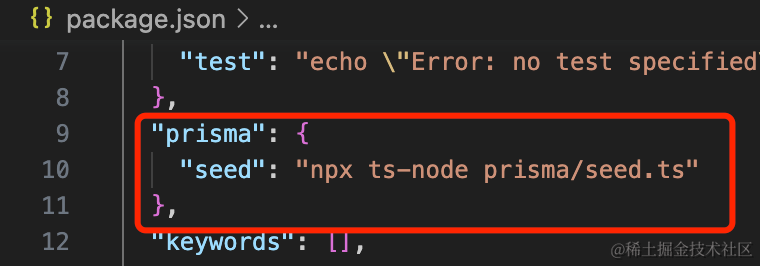 {} package.json > ...
7 "test": "echo \"Error: no test specified\
8 },
9 "prisma": {
10 "seed": "npx ts-node prisma/seed.ts"
11 },
12 "keywords": [],
@稀土掘金技术社区